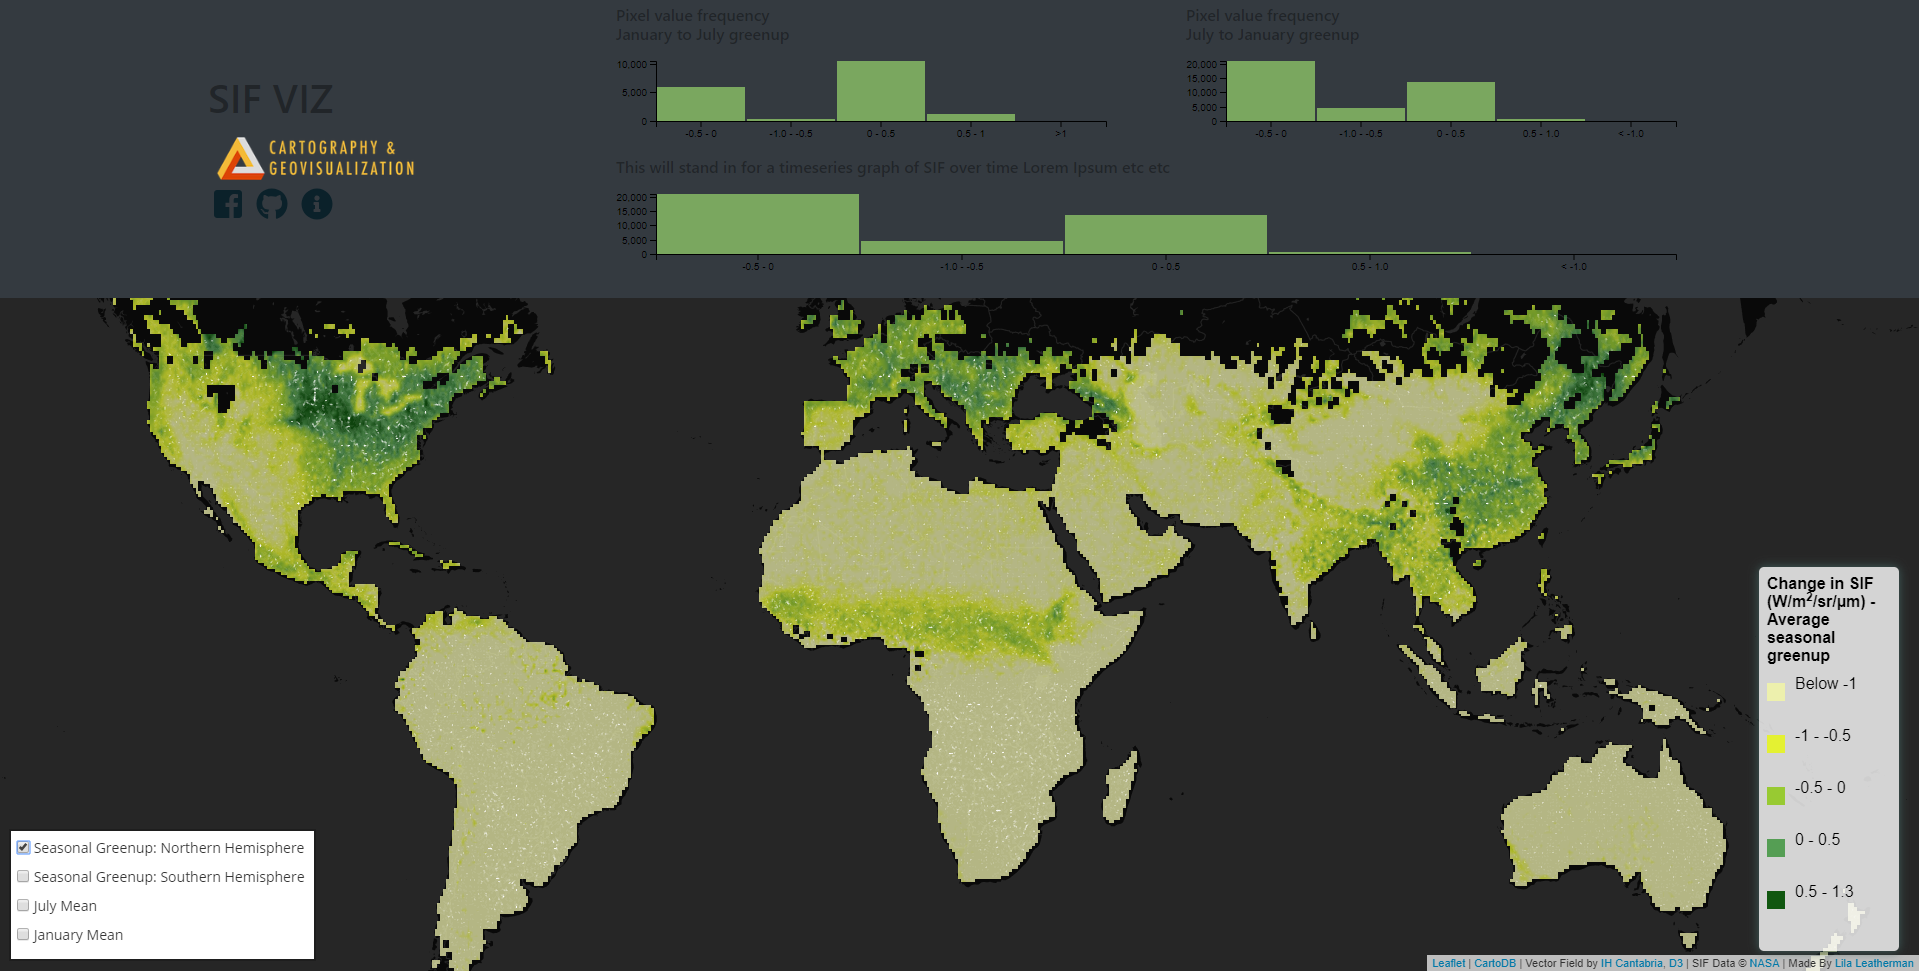 SIF VIZ
CARTOGRAPHY &
GEOVISUALIZATION
Pixel value frequency
January to July greenup
10,000
5,000
0
-0.5 - 0
-1.0 - -0.5
0 - 0.5
0.5 - 1
>1
Pixel value frequency
July to January greenup
20,000
15,000
10,000
5,000
0
-0.5 - 0
-1.0 - -0.5
0 - 0.5
0.5 - 1.0
< -1.0
This will stand in for a timeseries graph of SIF over time Lorem Ipsum etc etc
20,000
15,000
10,000
5,000
0
-0.5 - 0
-1.0 - -0.5
0 - 0.5
0.5 - 1.0
< -1.0
Change in SIF
(W/m²/sr/µm) -
Average
seasonal
greenup
Below -1
-1 - -0.5
-0.5 - 0
0 - 0.5
0.5 - 1.3
Seasonal Greenup: Northern Hemisphere
Seasonal Greenup: Southern Hemisphere
July Mean
January Mean
Leaflet | CartoDB | Vector Field by IH Cantabria, D3 | SIF Data © NASA | Made By Lila Leatherman